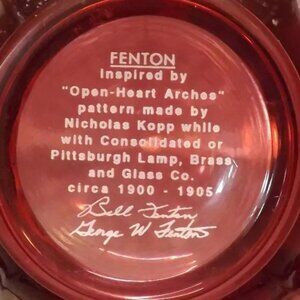 FENTON
Inspired by
"Open-Heart Arches"
pattern made by
Nicholas Kopp while
with Consolidated or
Pittsburgh Lamp, Brass
and Glass Co.
circa 1900 - 1905
Bill Fenton
George W Fenton